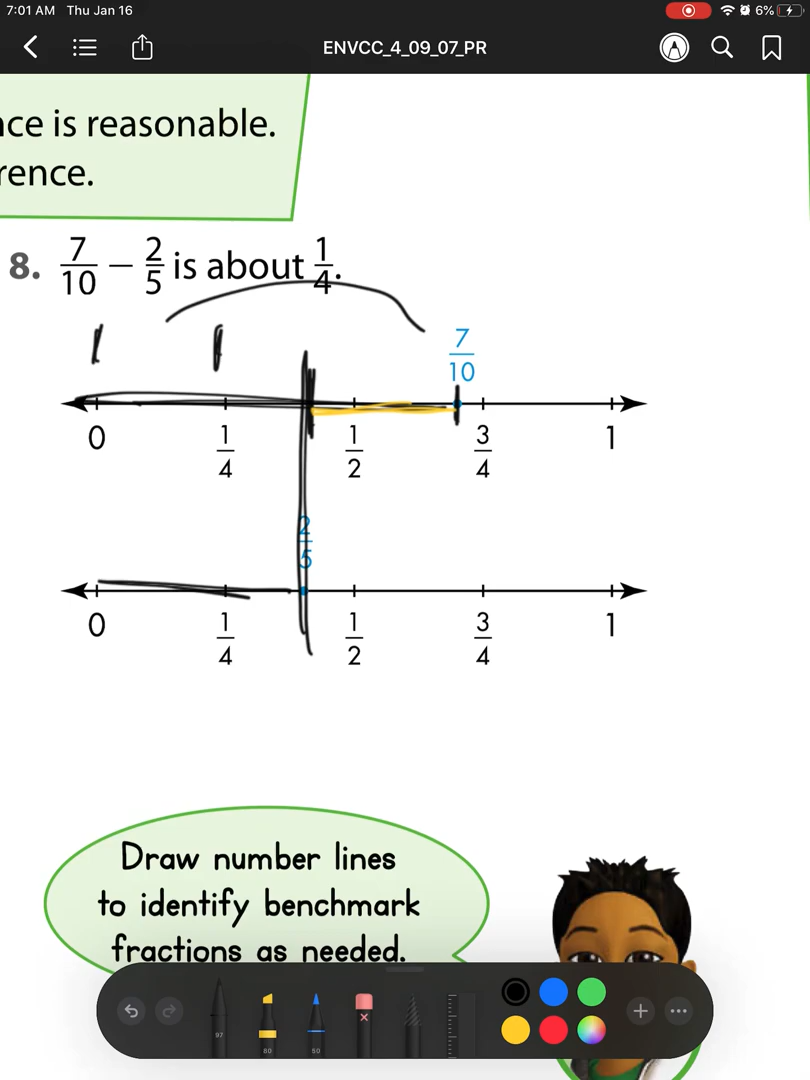 7:01 AM Thu Jan 16 6%
ENVCC_4_09_07_PR
ce is reasonable.
rence.
8. 7/10 − 2/5 is about 1/4.
7/10
0 1/4 1/2 3/4 1
2/5
0 1/4 1/2 3/4 1
Draw number lines
to identify benchmark
fractions as needed.
97 80 50